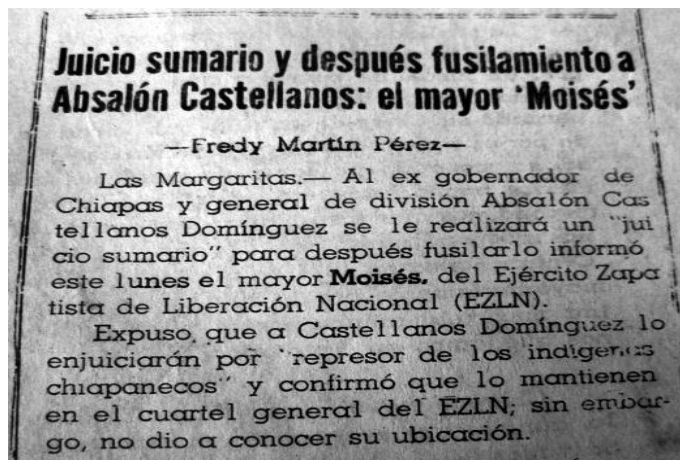 Juicio sumario y después fusilamiento a
Absalón Castellanos: el mayor 'Moisés'
—Fredy Martín Pérez—
Las Margaritas.— Al ex gobernador de
Chiapas y general de división Absalón Cas
tellanos Domínguez se le realizará un "jui
cio sumario" para después fusilarlo informó
este lunes el mayor Moisés, del Ejército Zapa
tista de Liberación Nacional (EZLN).
Expuso, que a Castellanos Domínguez lo
enjuiciarán por "represor de los indígenas
chiapanecos" y confirmó que lo mantienen
en el cuartel general del EZLN; sin embar-
go, no dio a conocer su ubicación.